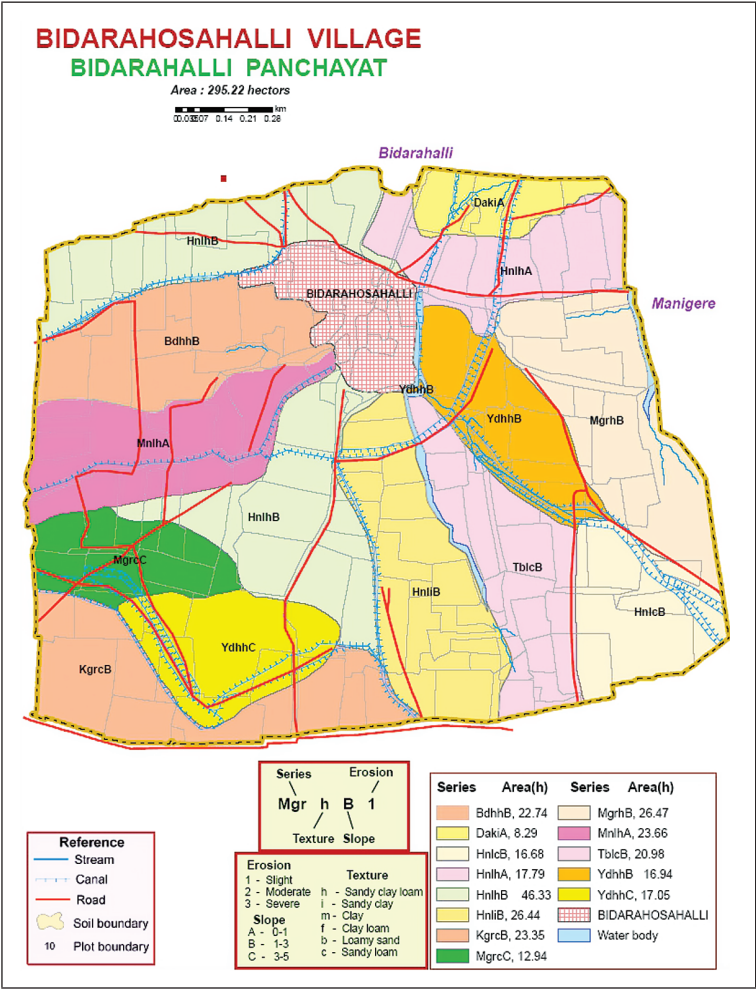 BIDARAHOSAHALLI VILLAGE
BIDARAHALLI PANCHAYAT
Area : 295.22 hectors
km
0.14 0.21 0.28
Bidarahalli
DakiA
HnlhB
HnlhA
BIDARAHOSAHALLI
Manigere
BdhhB
YdhhB
YdhhB
MgrhB
MnlhA
HnlhB
MgrcC
TblcB
HnliB
HnlcB
YdhhC
KgrcB
Series Erosion
Mgr h B 1
Texture Slope
Erosion
1 - Slight
2 - Moderate
3 - Severe
Slope
A - 0-1
B - 1-3
C - 3-5
Texture
h - Sandy clay loam
i - Sandy clay
m - Clay
f - Clay loam
b - Loamy sand
c - Sandy loam
Reference
Stream
Canal
Road
Soil boundary
10 Plot boundary
Series Area(h) Series Area(h)
BdhhB, 22.74 MgrhB, 26.47
DakiA, 8.29 MnlhA, 23.66
HnlcB, 16.68 TblcB, 20.98
HnlhA, 17.79 YdhhB 16.94
HnlhB 46.33 YdhhC, 17.05
HnliB, 26.44 BIDARAHOSAHALLI
KgrcB, 23.35 Water body
MgrcC, 12.94